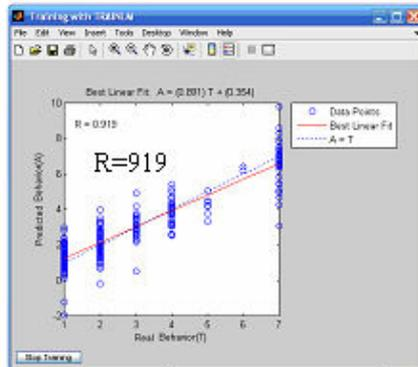 Training with TRAINLM
File Edit View Insert Tools Desktop Window Help
Best Linear Fit: A = (0.891) T + (0.354)
R = 0.919
R=919
Data Points
Best Linear Fit
A = T
Predicted Behavior(A)
10
8
6
4
2
0
-2
1 2 3 4 5 6 7
Real Behavior(T)
Stop Training